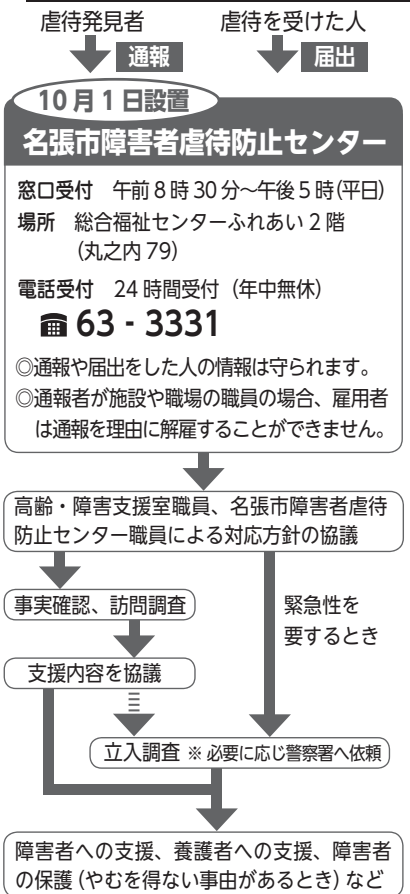 虐待発見者 虐待を受けた人
通報 届出
10月1日設置
名張市障害者虐待防止センター
窓口受付 午前8時30分～午後5時(平日)
場所 総合福祉センターふれあい2階
(丸之内79)
電話受付 24時間受付(年中無休)
☎63-3331
◎通報や届出をした人の情報は守られます。
◎通報者が施設や職場の職員の場合、雇用者
は通報を理由に解雇することができません。
高齢・障害支援室職員、名張市障害者虐待
防止センター職員による対応方針の協議
事実確認、訪問調査
緊急性を
要するとき
支援内容を協議
立入調査 ※必要に応じ警察署へ依頼
障害者への支援、養護者への支援、障害者
の保護(やむを得ない事由があるとき)など